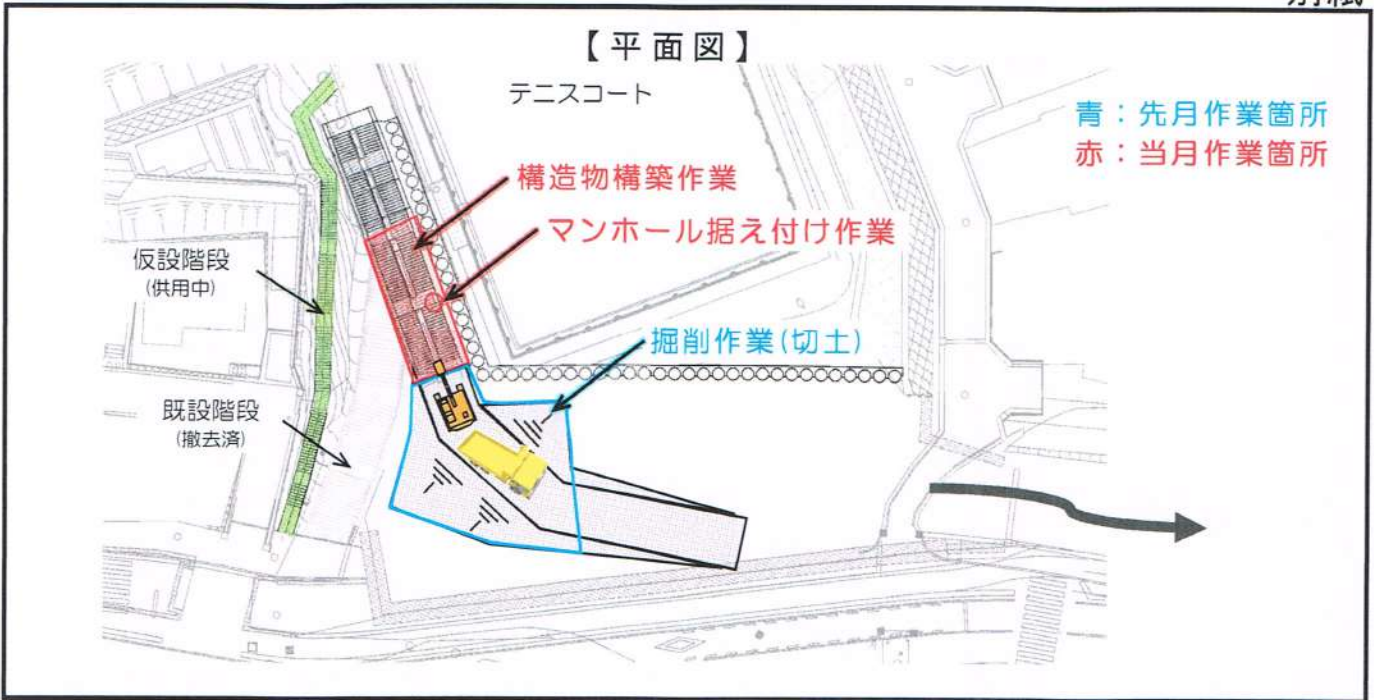 【平面図】
テニスコート
青：先月作業箇所
赤：当月作業箇所
構造物構築作業
マンホール据え付け作業
仮設階段
(供用中)
掘削作業(切土)
既設階段
(撤去済)